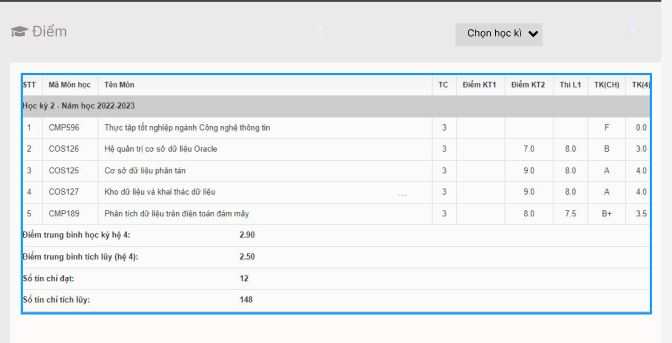 Điểm
Chọn học kì
STT Mã Môn học Tên Môn TC Điểm KT1 Điểm KT2 Thi L1 TK(CH) TK(4)
Học kỳ 2 - Năm học 2022-2023
1 CMP596 Thực tập tốt nghiệp ngành Công nghệ thông tin 3 F 0.0
2 COS126 Hệ quản trị cơ sở dữ liệu Oracle 3 7.0 8.0 B 3.0
3 COS125 Cơ sở dữ liệu phân tán 3 9.0 8.0 A 4.0
4 COS127 Kho dữ liệu và khai thác dữ liệu ... 3 9.0 8.0 A 4.0
5 CMP189 Phân tích dữ liệu trên điện toán đám mây 3 8.0 7.5 B+ 3.5
Điểm trung bình học kỳ hệ 4: 2.90
Điểm trung bình tích lũy (hệ 4): 2.50
Số tín chỉ đạt: 12
Số tín chỉ tích lũy: 148